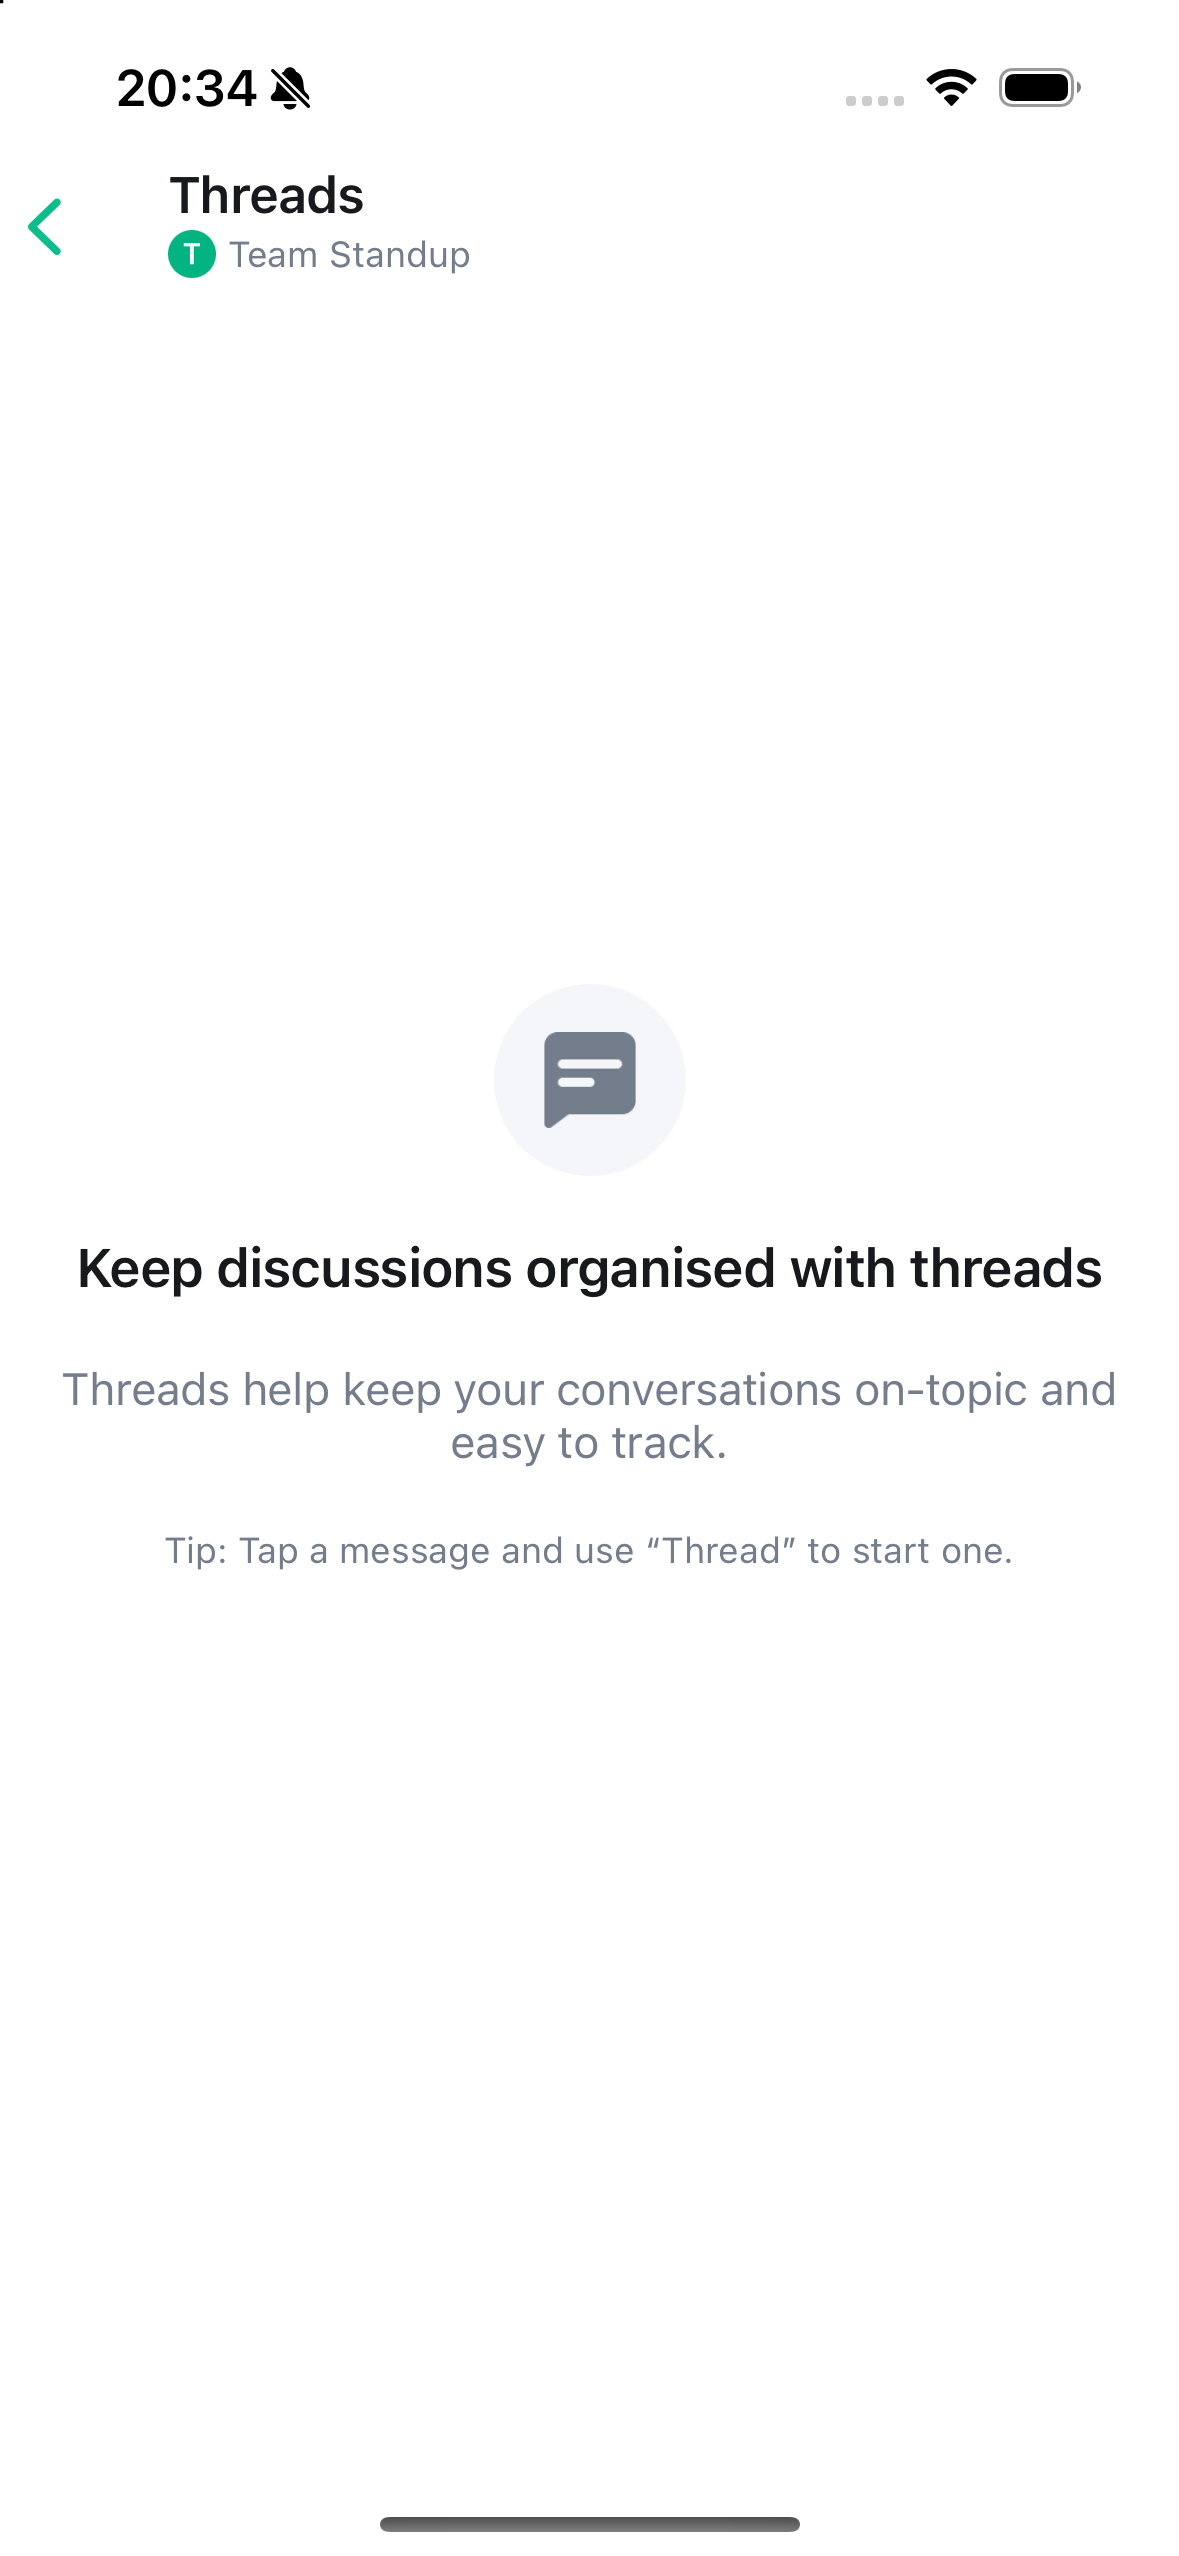 20:34
Threads
T Team Standup
Keep discussions organised with threads
Threads help keep your conversations on-topic and
easy to track.
Tip: Tap a message and use “Thread” to start one.